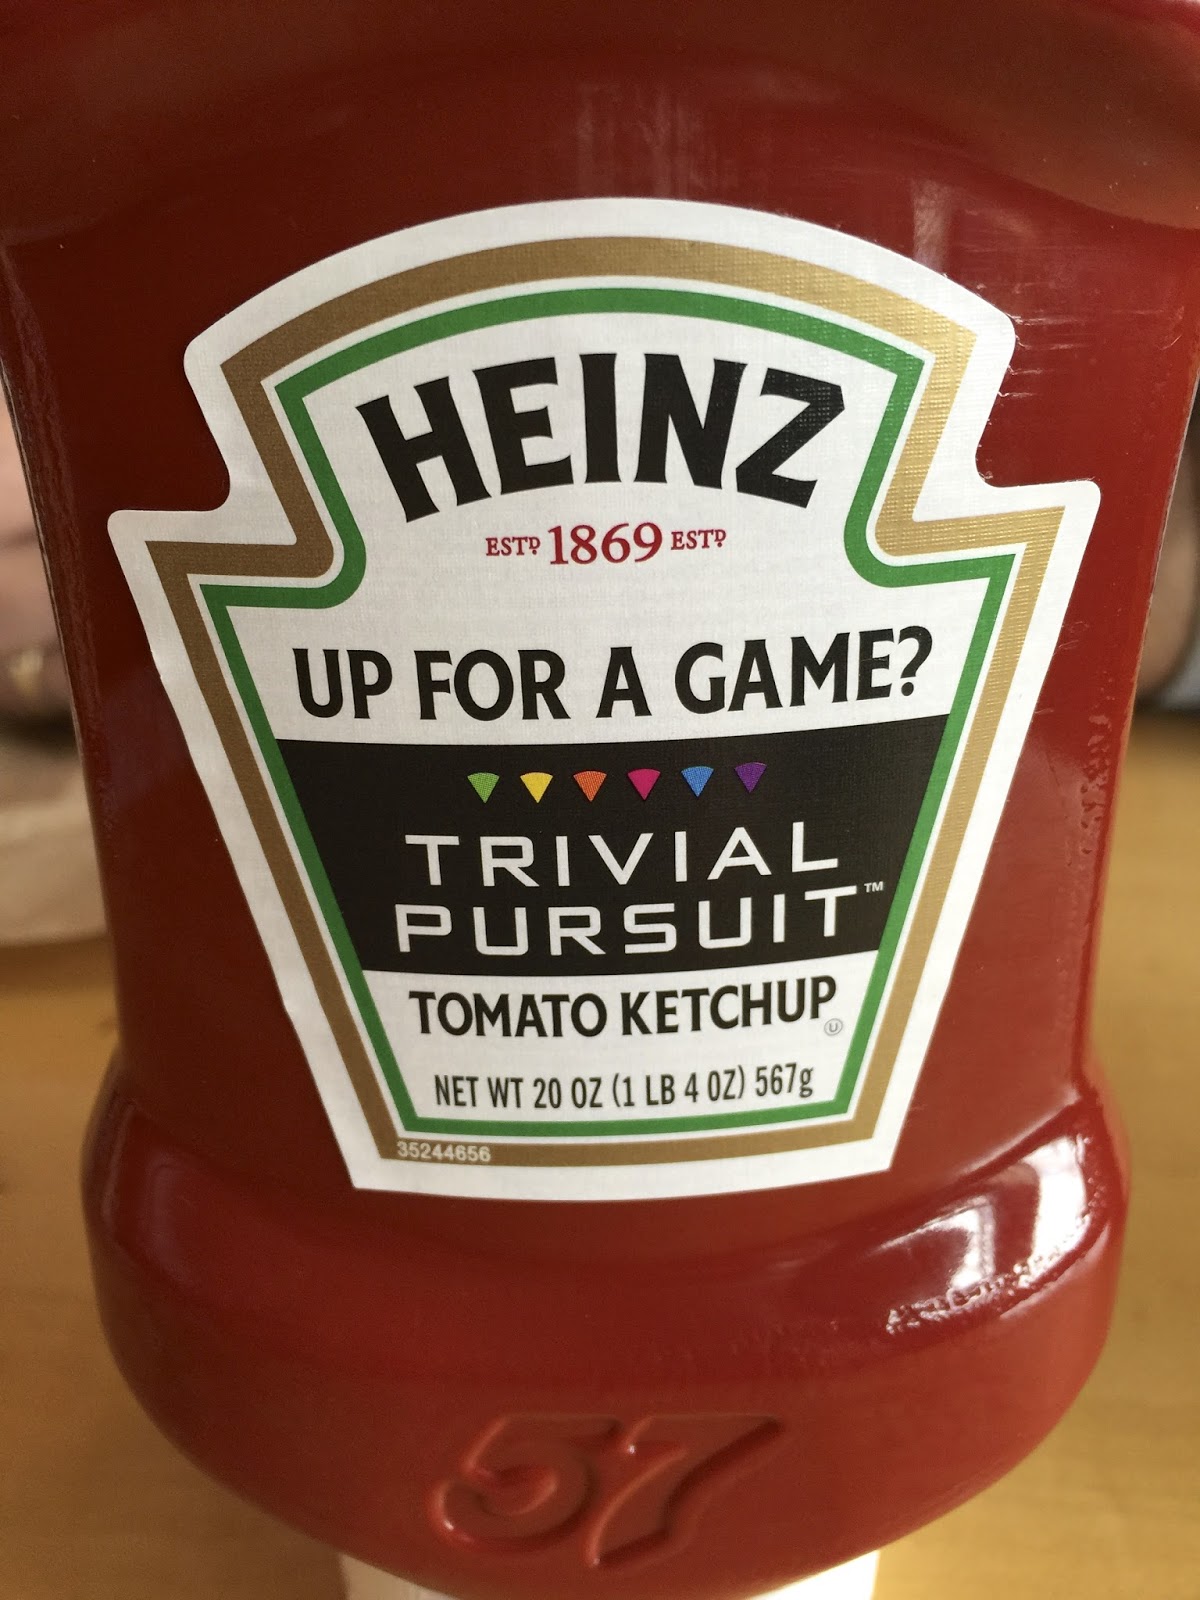 HEINZ
ESTD 1869 ESTD
UP FOR A GAME?
TRIVIAL
PURSUIT™
TOMATO KETCHUP Ⓤ
NET WT 20 OZ (1 LB 4 OZ) 567g
35244656
57